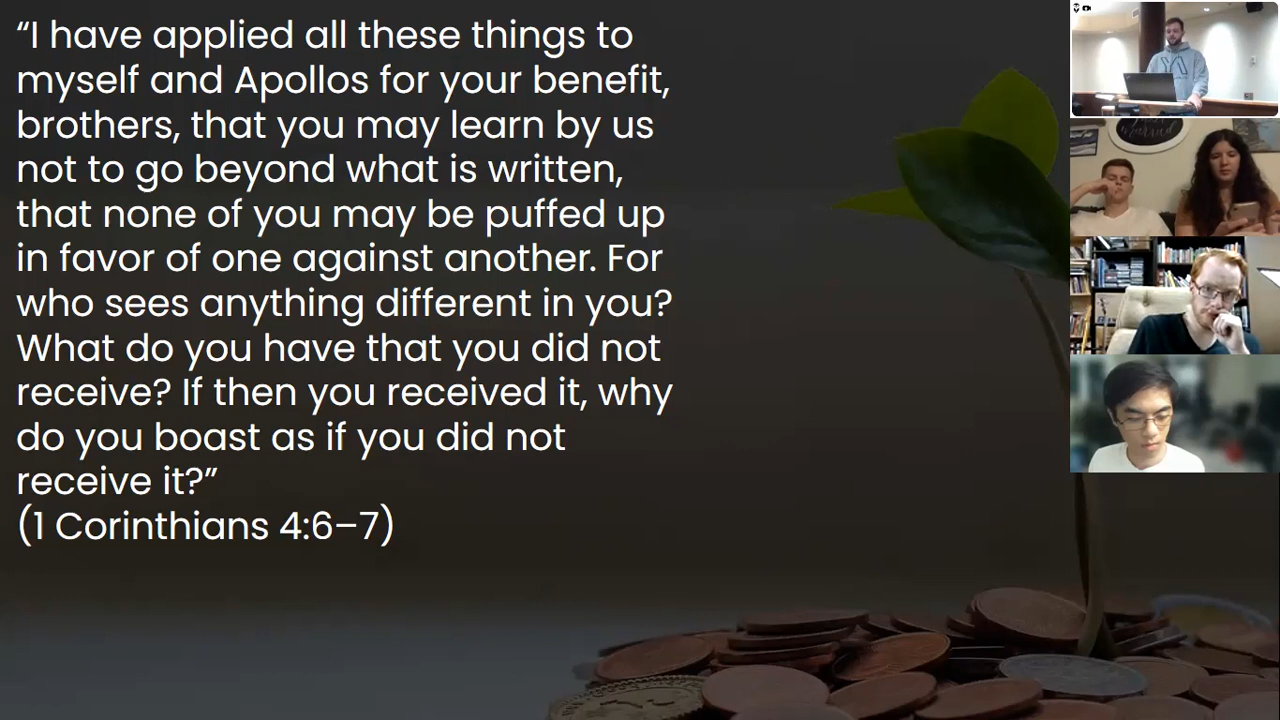 “I have applied all these things to
myself and Apollos for your benefit,
brothers, that you may learn by us
not to go beyond what is written,
that none of you may be puffed up
in favor of one against another. For
who sees anything different in you?
What do you have that you did not
receive? If then you received it, why
do you boast as if you did not
receive it?”
(1 Corinthians 4:6–7)
married